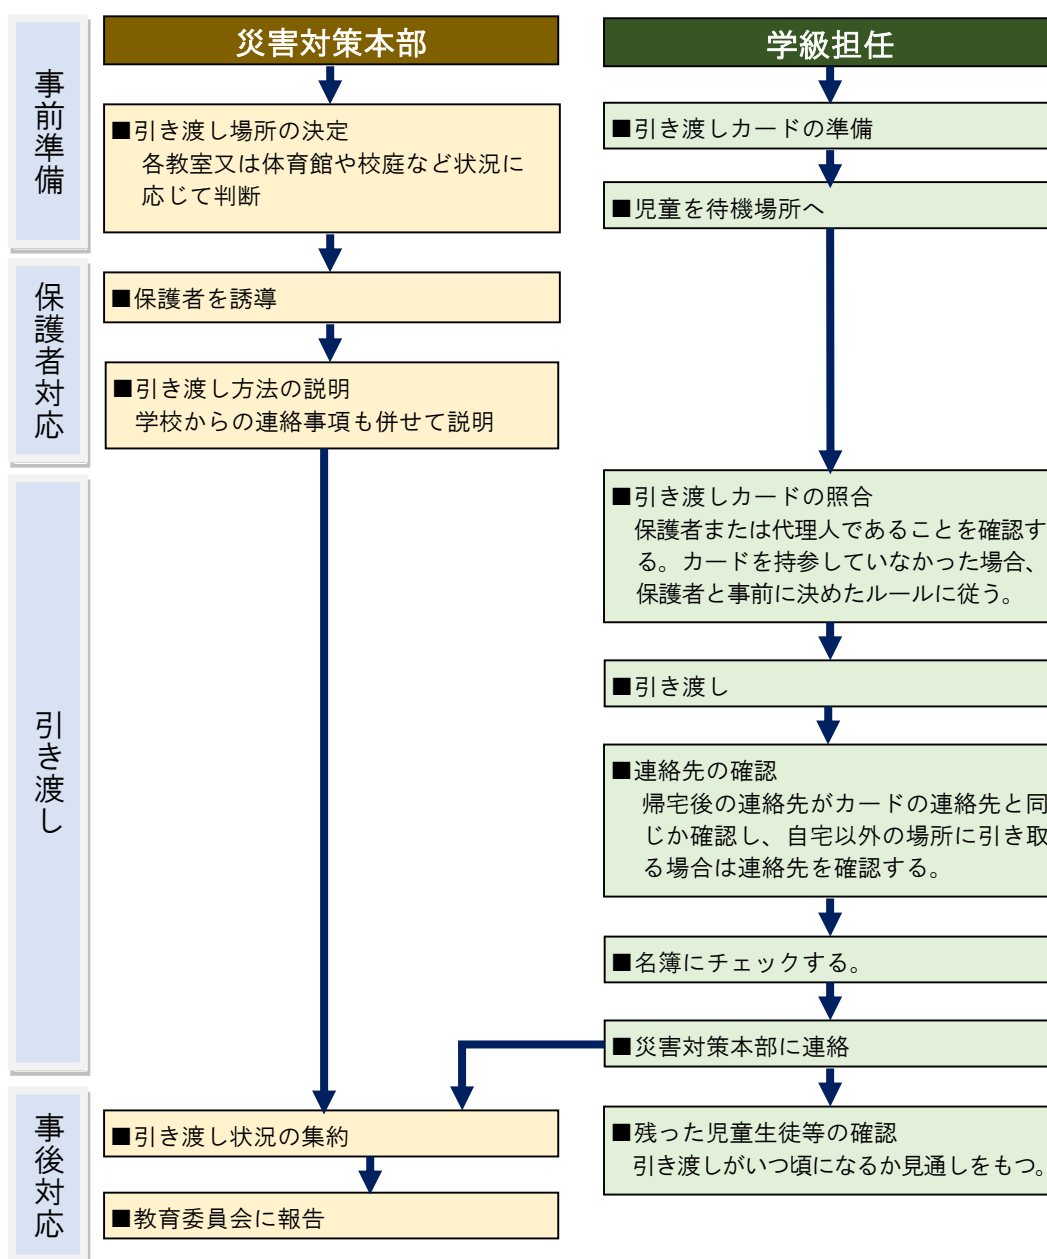 災害対策本部
学級担任
事前準備
■引き渡し場所の決定
各教室又は体育館や校庭など状況に
応じて判断
■引き渡しカードの準備
■児童を待機場所へ
保護者対応
■保護者を誘導
■引き渡し方法の説明
学校からの連絡事項も併せて説明
引き渡し
■引き渡しカードの照合
保護者または代理人であることを確認す
る。カードを持参していなかった場合、
保護者と事前に決めたルールに従う。
■引き渡し
■連絡先の確認
帰宅後の連絡先がカードの連絡先と同
じか確認し、自宅以外の場所に引き取
る場合は連絡先を確認する。
■名簿にチェックする。
■災害対策本部に連絡
事後対応
■引き渡し状況の集約
■教育委員会に報告
■残った児童生徒等の確認
引き渡しがいつ頃になるか見通しをもつ。